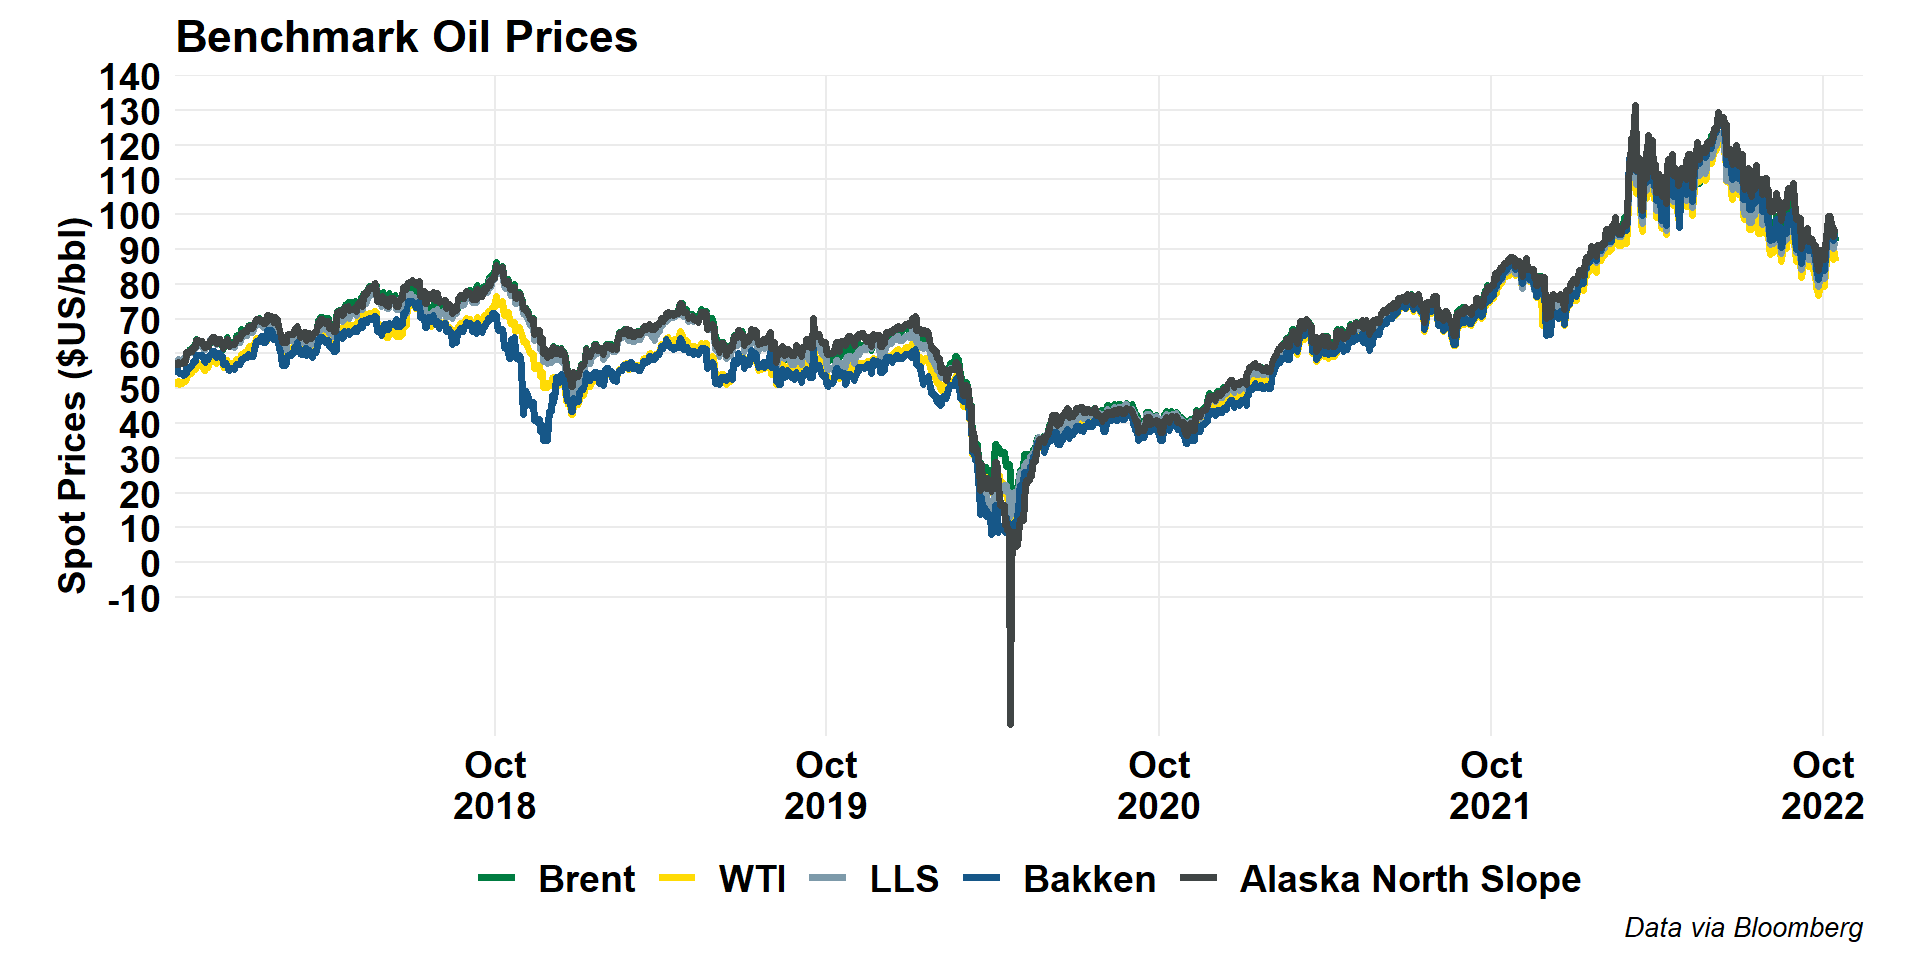 Benchmark Oil Prices
140
130
120
110
100
90
80
70
60
50
40
30
20
10
0
-10
Spot Prices ($US/bbl)
Oct
2018
Oct
2019
Oct
2020
Oct
2021
Oct
2022
Brent
WTI
LLS
Bakken
Alaska North Slope
Data via Bloomberg